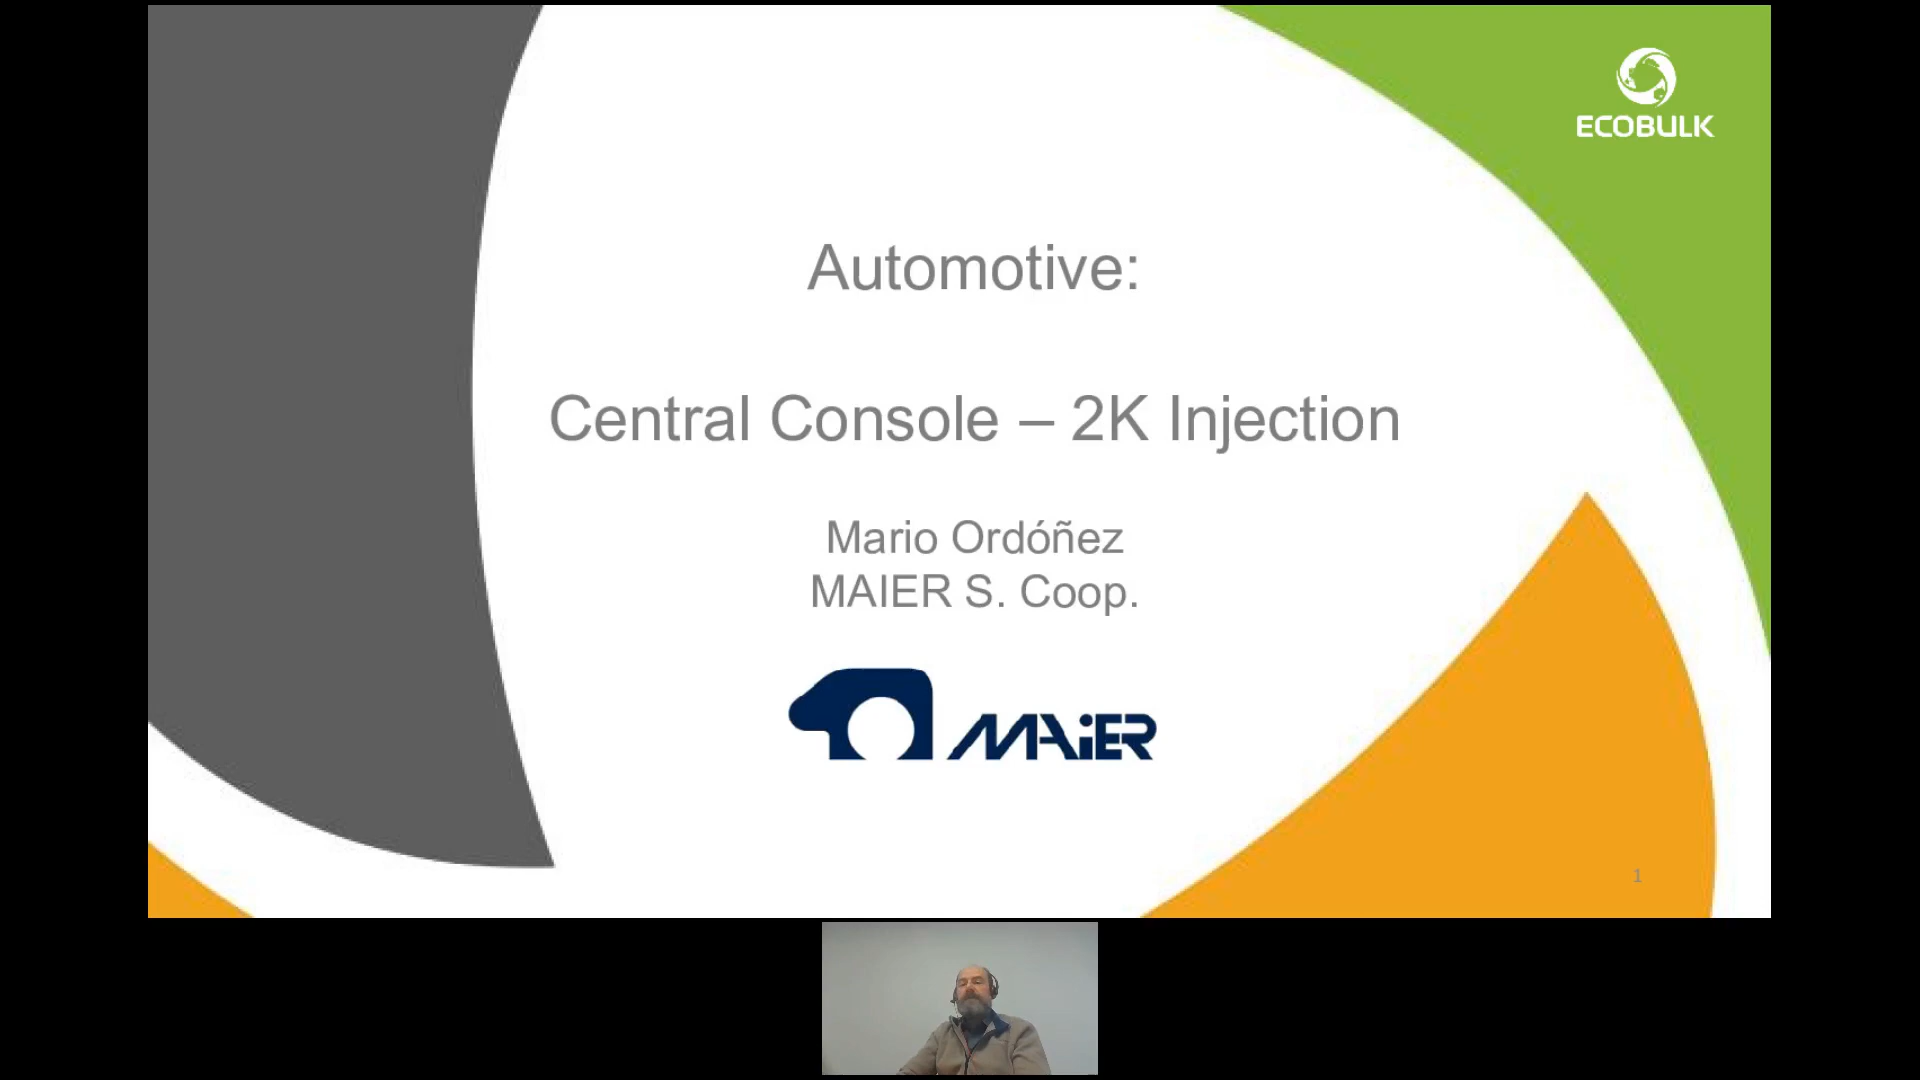 ECOBULK
Automotive:
Central Console – 2K Injection
Mario Ordóñez
MAIER S. Coop.
MAiER
1